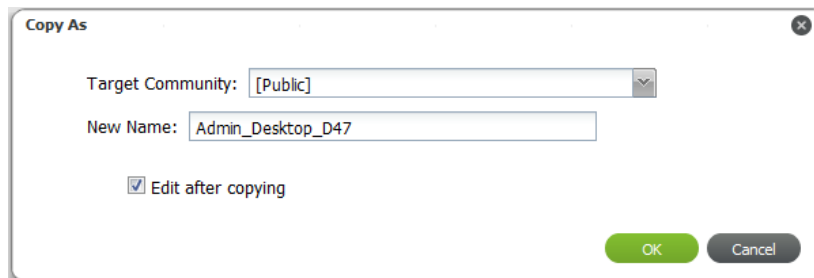 Copy As
Target Community: [Public]
New Name: Admin_Desktop_D47
Edit after copying
OK Cancel